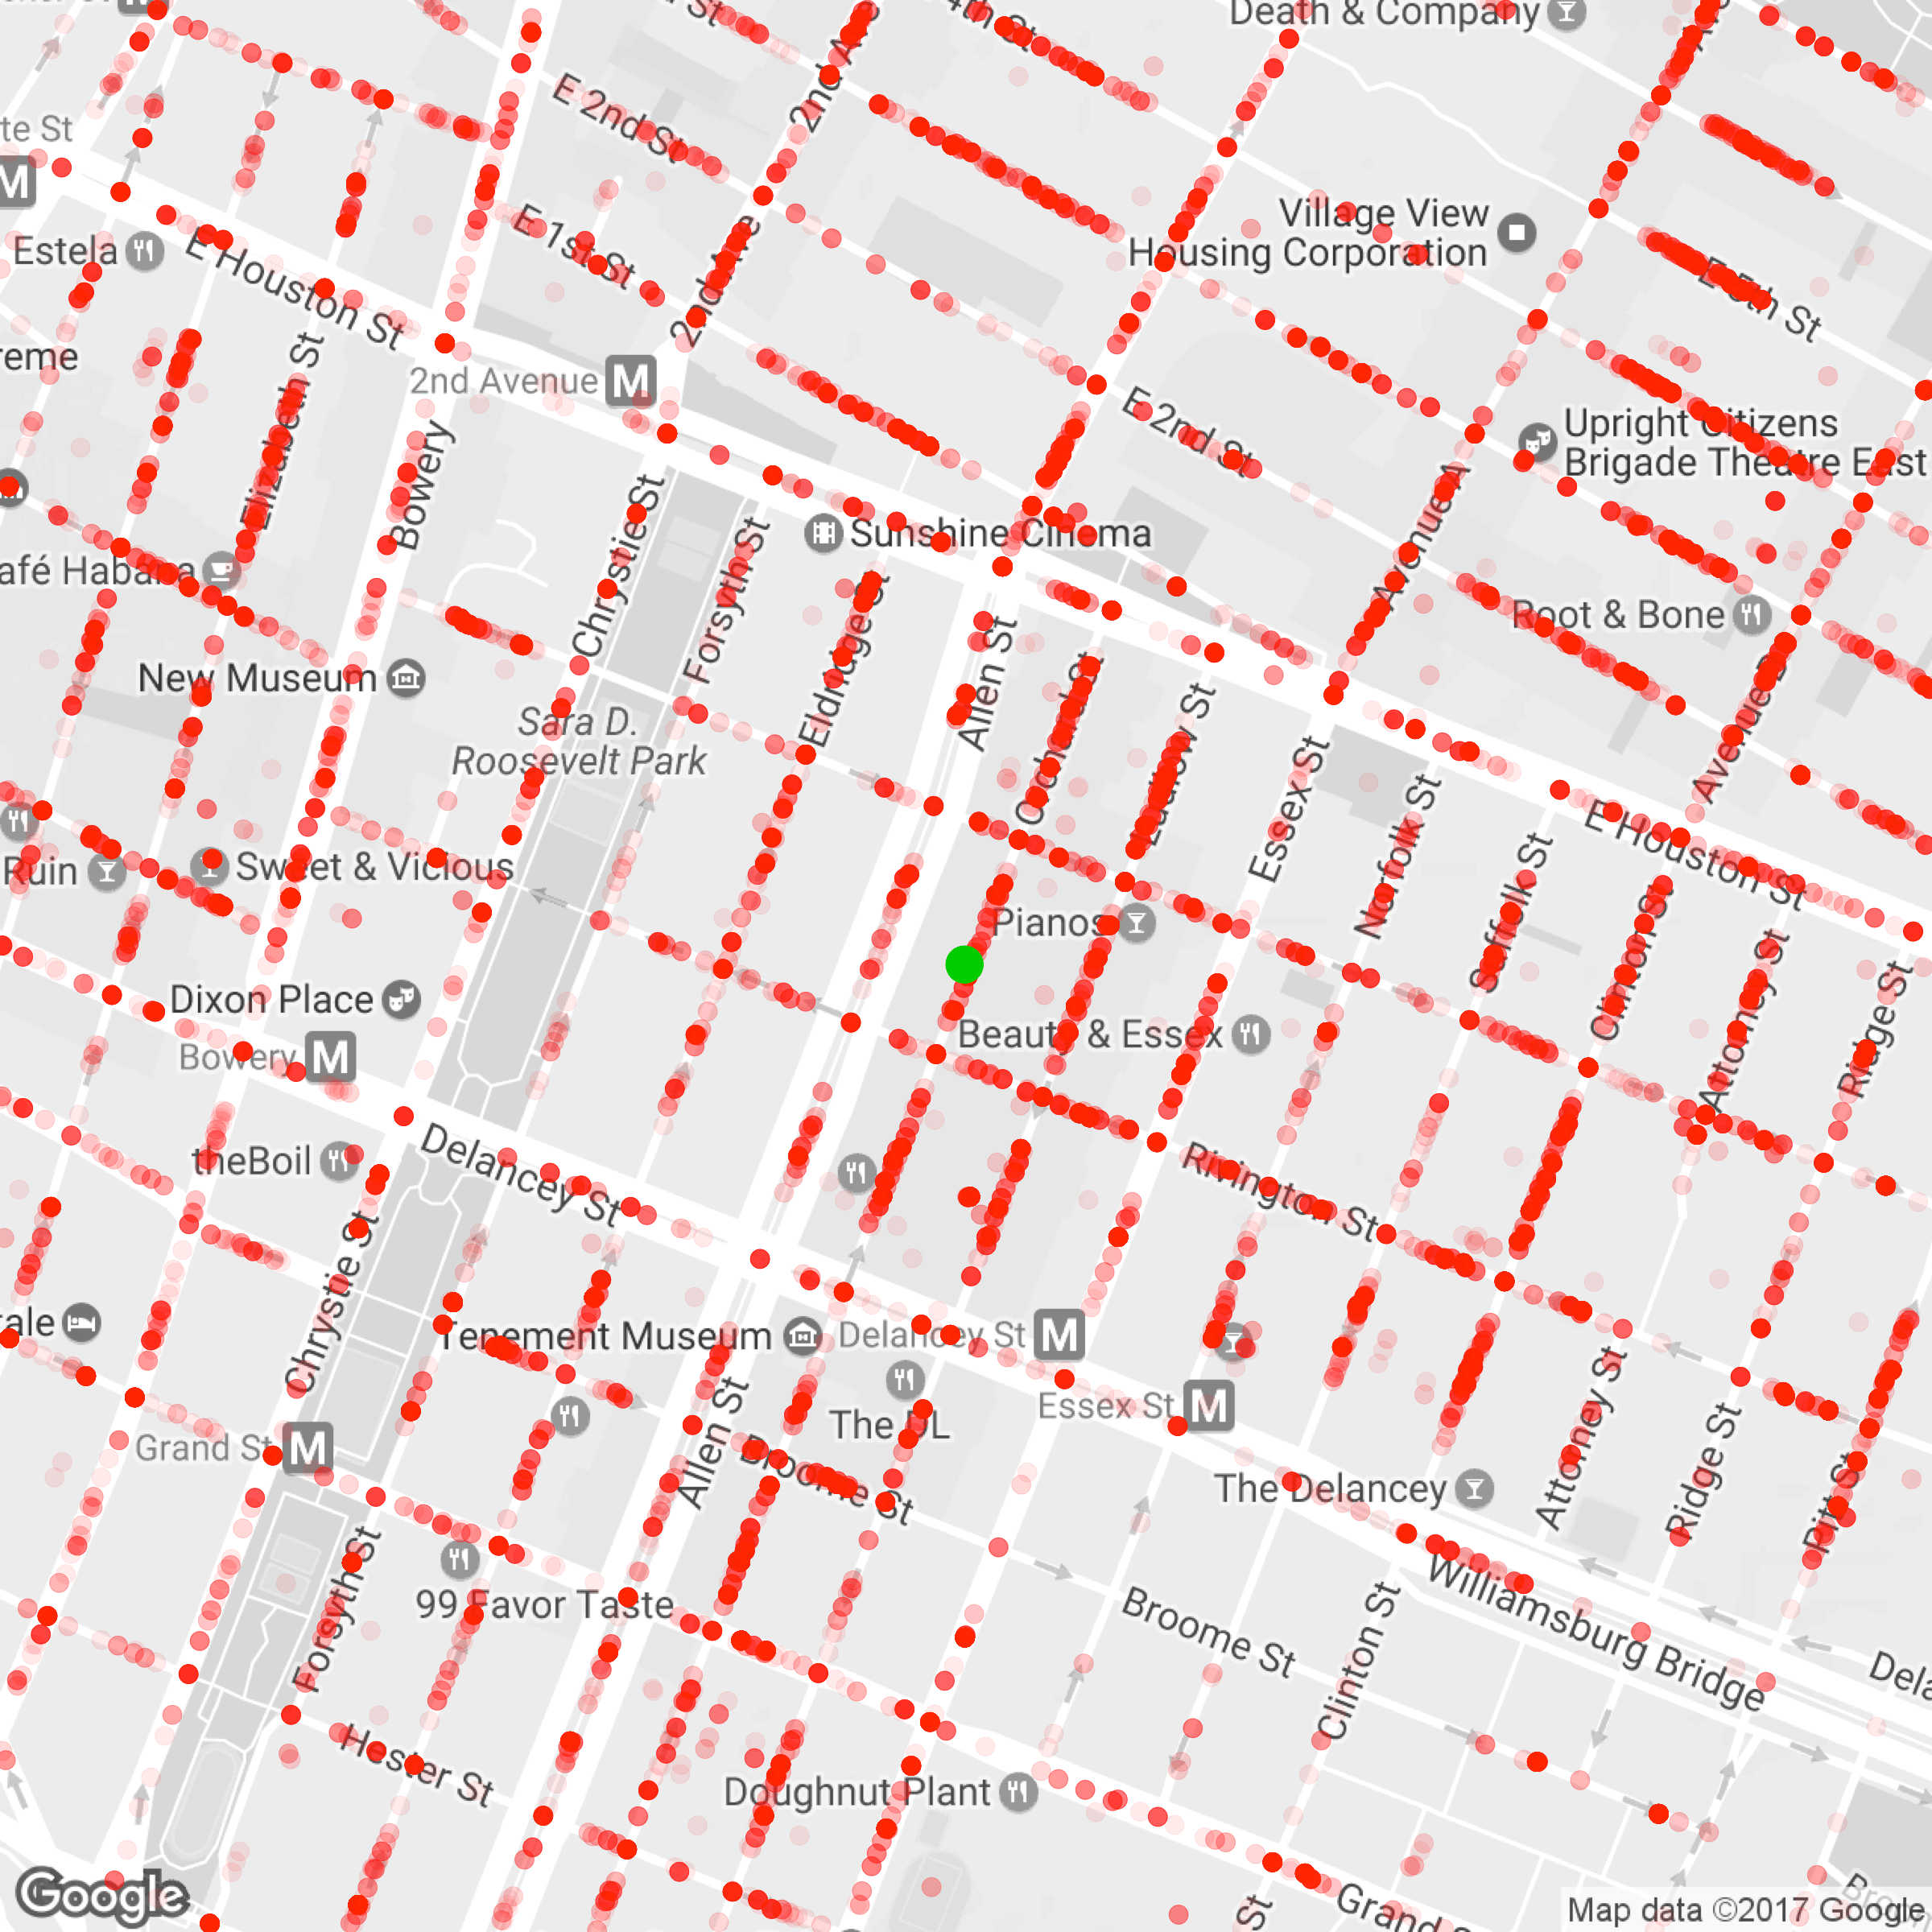 Death & Company
4th St
E 2nd St
2nd Ave
te St
M
Village View
Housing Corporation
E 1st St
Estela
E Houston St
2nd Ave
E 5th St
reme
Elizabeth St
2nd Avenue M
E 2nd St
Upright Citizens
Brigade Theatre East
Bowery
Chrystie St
Forsyth St
Sunshine Cinema
Avenue A
afé Habana
Eldridge St
Root & Bone
New Museum
Allen St
Orchard St
Ludlow St
Avenue B
Sara D.
Roosevelt Park
Essex St
Norfolk St
E Houston St
Ruin
Sweet & Vicious
Suffolk St
Clinton St
Pianos
Attorney St
Ridge St
Dixon Place
Beauty & Essex
Bowery M
theBoil
Delancey St
Rivington St
Chrystie St
Tenement Museum
Delancey St M
Essex St M
The DL
Grand St M
Allen St
Broome St
Attorney St
Ridge St
Pitt St
The Delancey
Forsyth St
99 Favor Taste
Broome St
Clinton St
Williamsburg Bridge
Dela
Hester St
Doughnut Plant
Google
St
Grand S
Bro
Map data ©2017 Google